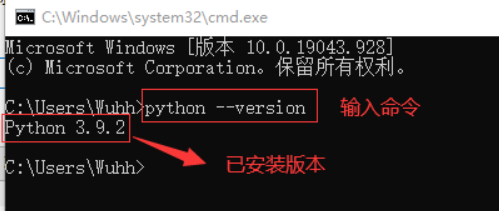 C:\Windows\system32\cmd.exe
Microsoft Windows [版本 10.0.19043.928]
(c) Microsoft Corporation。保留所有权利。
C:\Users\Wuhh>python --version 输入命令
Python 3.9.2
已安装版本
C:\Users\Wuhh>